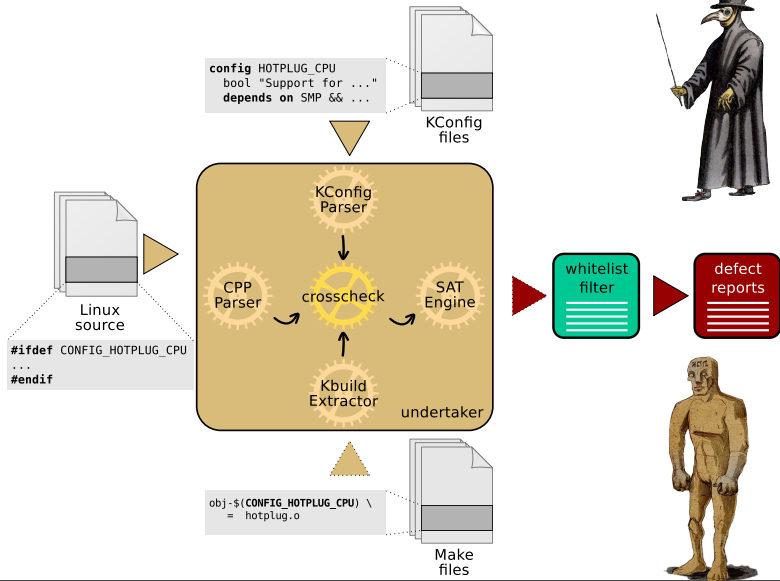 config HOTPLUG_CPU
bool "Support for ..."
depends on SMP && ...
KConfig
files
KConfig
Parser
CPP
Parser
crosscheck
SAT
Engine
Kbuild
Extractor
undertaker
Linux
source
#ifdef CONFIG_HOTPLUG_CPU
...
#endif
whitelist
filter
defect
reports
obj-$(CONFIG_HOTPLUG_CPU) \
= hotplug.o
Make
files